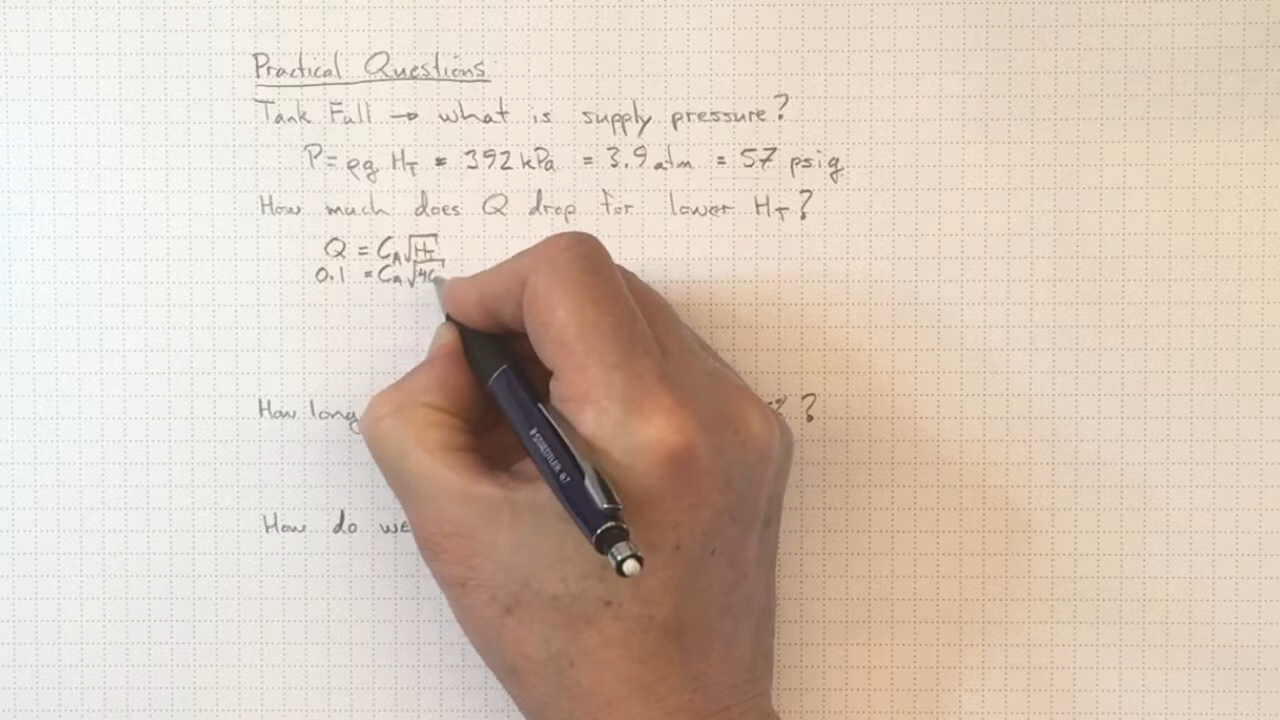 Practical Questions
Tank Full → what is supply pressure?
P = ρg H_T = 392 kPa = 3.9 atm = 57 psig
How much does Q drop for lower H_T?
Q = C_A √H_T
0.1 = C_A √40
How long ?
How do we
STAEDTLER